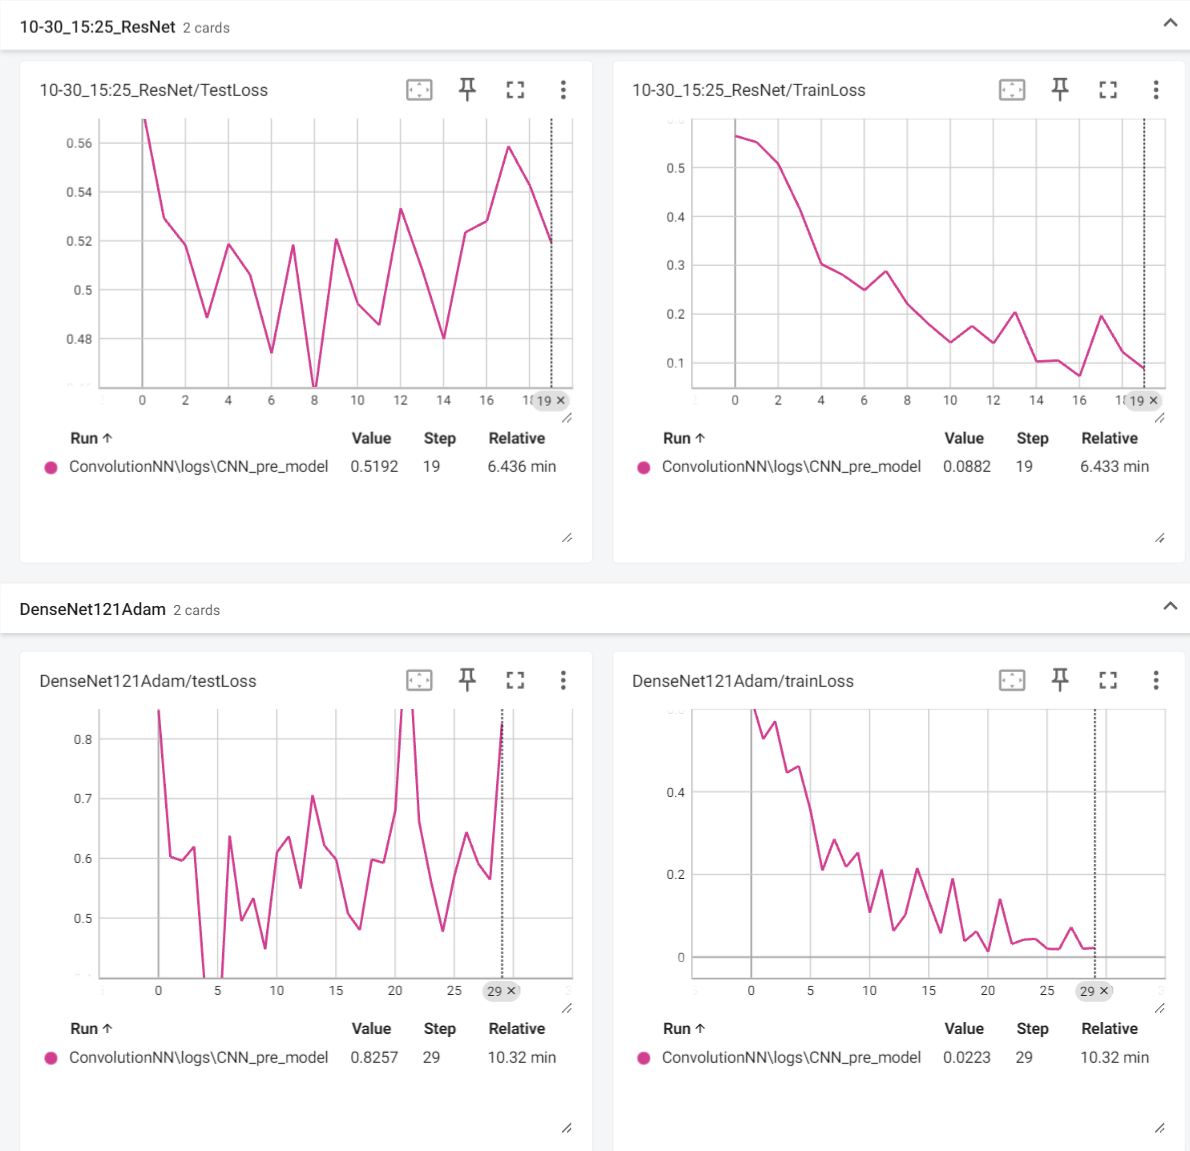 10-30_15:25_ResNet 2 cards
10-30_15:25_ResNet/TestLoss
0.56
0.54
0.52
0.5
0.48
0 2 4 6 8 10 12 14 16 19 ×
Run ↑ Value Step Relative
ConvolutionNN\logs\CNN_pre_model 0.5192 19 6.436 min
10-30_15:25_ResNet/TrainLoss
0.5
0.4
0.3
0.2
0.1
0 2 4 6 8 10 12 14 16 19 ×
Run ↑ Value Step Relative
ConvolutionNN\logs\CNN_pre_model 0.0882 19 6.433 min
DenseNet121Adam 2 cards
DenseNet121Adam/testLoss
0.8
0.7
0.6
0.5
0 5 10 15 20 25 29 ×
Run ↑ Value Step Relative
ConvolutionNN\logs\CNN_pre_model 0.8257 29 10.32 min
DenseNet121Adam/trainLoss
0.4
0.2
0
0 5 10 15 20 25 29 ×
Run ↑ Value Step Relative
ConvolutionNN\logs\CNN_pre_model 0.0223 29 10.32 min